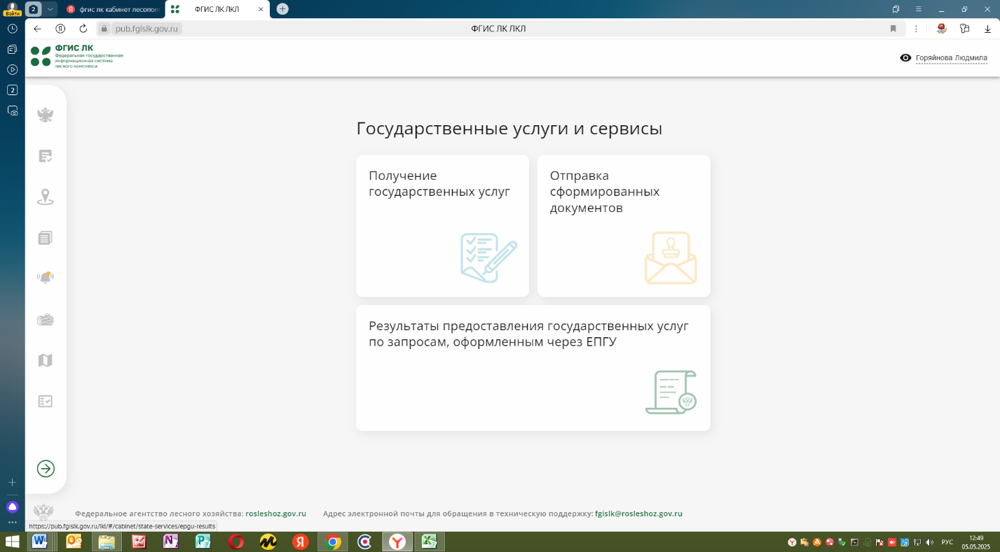 Войти
2
фгис лк кабинет лесопол
ФГИС ЛК ЛКЛ
pub.fgislk.gov.ru
ФГИС ЛК ЛКЛ
ФГИС ЛК
Федеральная государственная
информационная система
лесного комплекса
Горяйнова Людмила
2
Государственные услуги и сервисы
Получение
государственных услуг
Отправка
сформированных
документов
Результаты предоставления государственных услуг
по запросам, оформленным через ЕПГУ
Федеральное агентство лесного хозяйства: rosleshoz.gov.ru
Адрес электронной почты для обращения в техническую поддержку: fgislk@rosleshoz.gov.ru
https://pub.fgislk.gov.ru/lkl/#/cabinet/state-services/epgu-results
РУС
12:49
05.05.2025